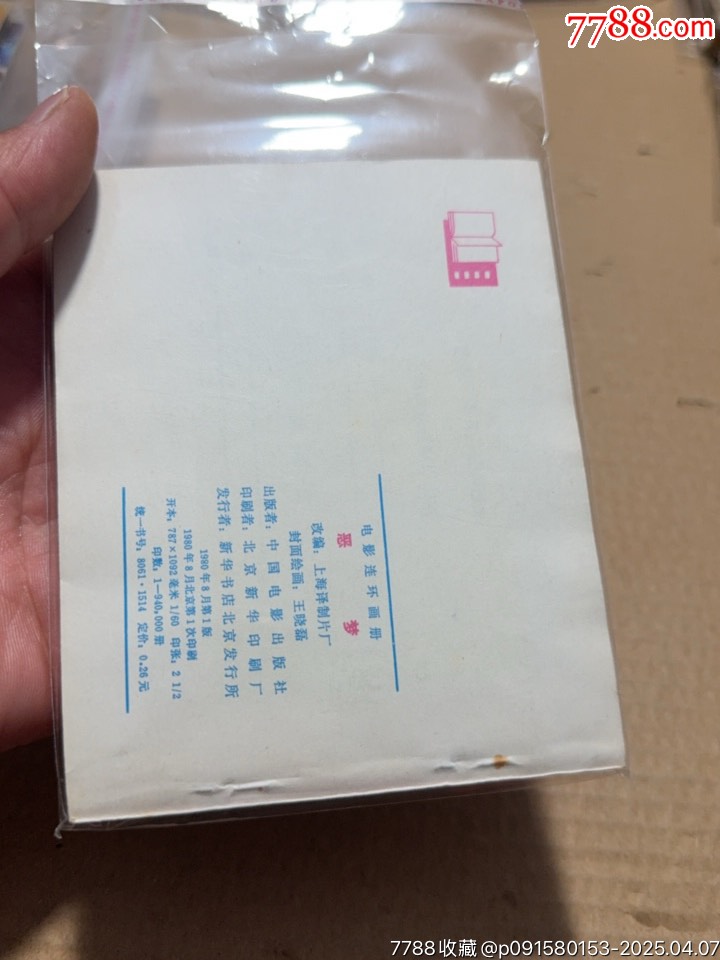 7788.com
电影连环画册
恶 梦
改编：上海译制片厂
封面绘画：王晓磊
出版者：中国电影出版社
印刷者：北京新华印刷厂
发行者：新华书店北京发行所
1980年8月第1版
1980年8月北京第1次印刷
开本：787×1092毫米 1/60 印张：2 1/2
印数：1—940,000册
统一书号：8061·1514 定价：0.26元
7788收藏@p091580153-2025.04.07